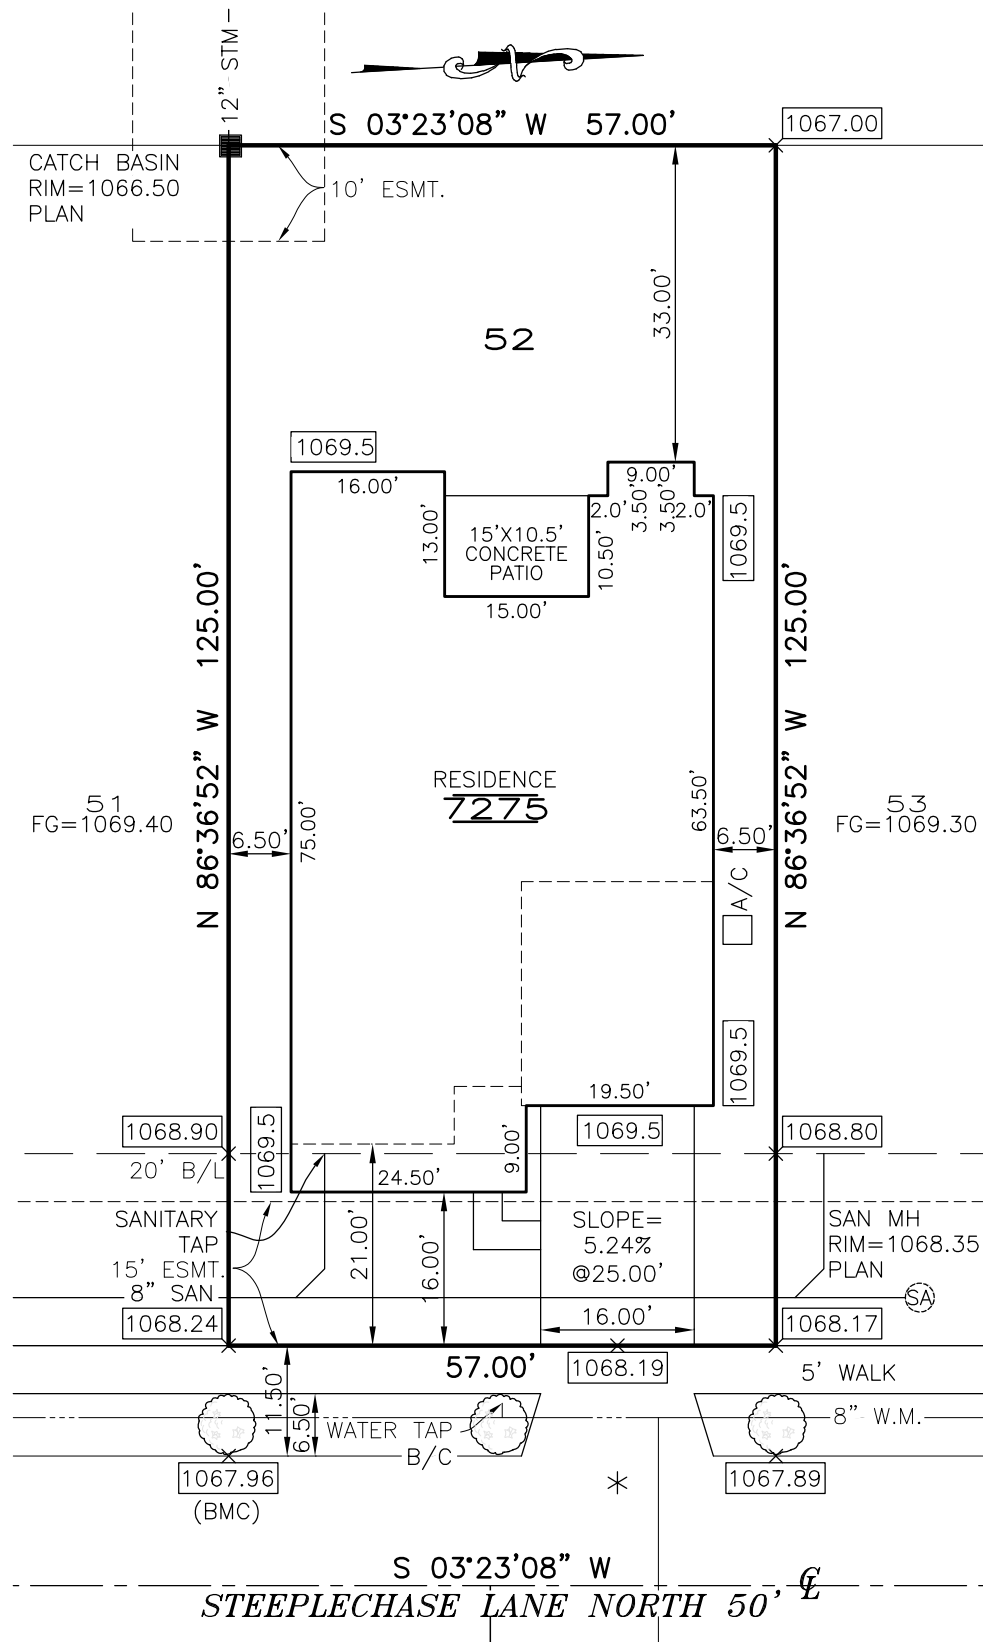 12" STM
N
S 03°23'08" W 57.00'
1067.00
CATCH BASIN
RIM=1066.50
PLAN
10' ESMT.
33.00'
52
1069.5
16.00'
9.00'
2.0'
3.50'
3.50'
2.0'
13.00'
15'X10.5'
CONCRETE
PATIO
10.50'
1069.5
15.00'
N 86°36'52" W 125.00'
N 86°36'52" W 125.00'
RESIDENCE
7275
51
FG=1069.40
53
FG=1069.30
6.50'
75.00'
63.50'
6.50'
A/C
1069.5
19.50'
1069.5
1068.90
1069.5
1068.80
20' B/L
9.00'
24.50'
SANITARY
TAP
15' ESMT.
8" SAN
21.00'
16.00'
SLOPE=
5.24%
@25.00'
SAN MH
RIM=1068.35
PLAN
SA
1068.24
16.00'
1068.17
57.00'
1068.19
5' WALK
11.50'
6.50'
WATER TAP
B/C
8" W.M.
1067.96
(BMC)
1067.89
*
S 03°23'08" W
℄
STEEPLECHASE LANE NORTH 50'